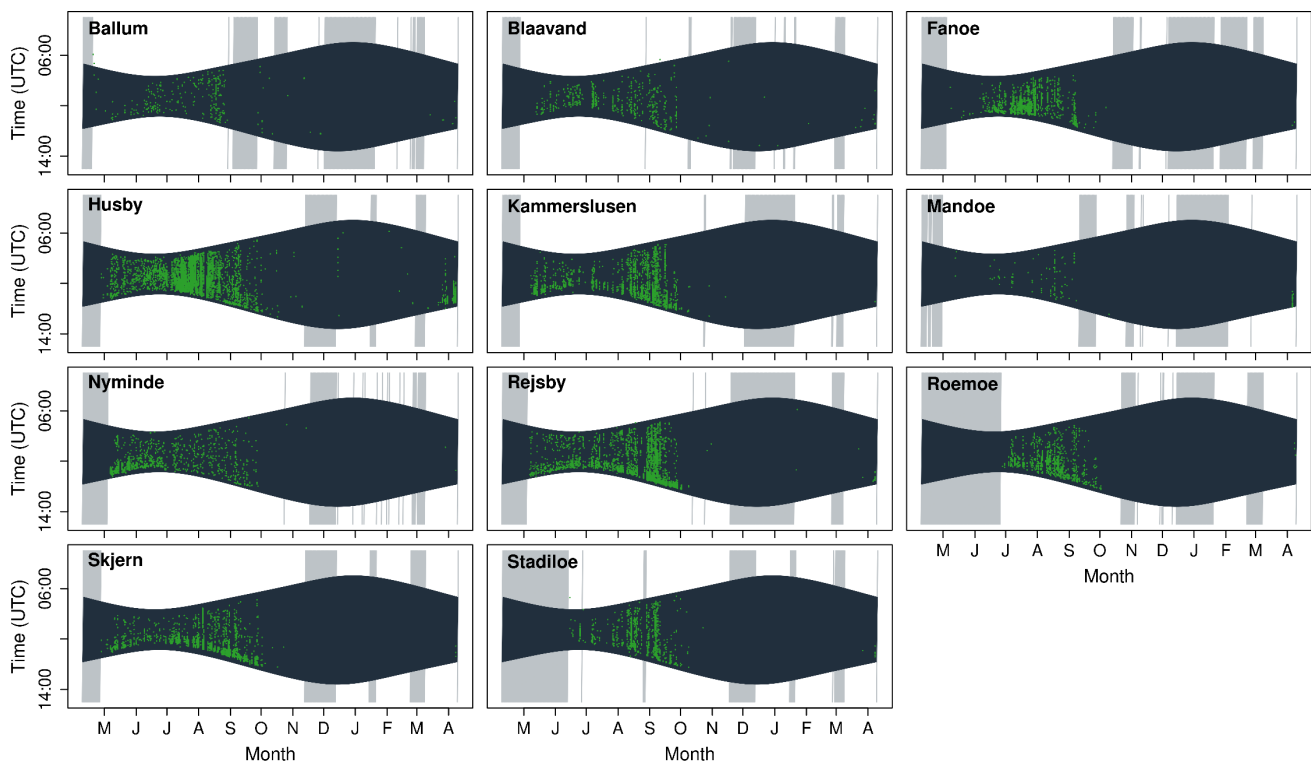 Ballum
Blaavand
Fanoe
Time (UTC)
06:00
14:00
Husby
Kammerslusen
Mandoe
Time (UTC)
06:00
14:00
Nyminde
Rejsby
Roemoe
Time (UTC)
06:00
14:00
M J J A S O N D J F M A
Month
Skjern
Stadiloe
Time (UTC)
06:00
14:00
M J J A S O N D J F M A
M J J A S O N D J F M A
Month
Month